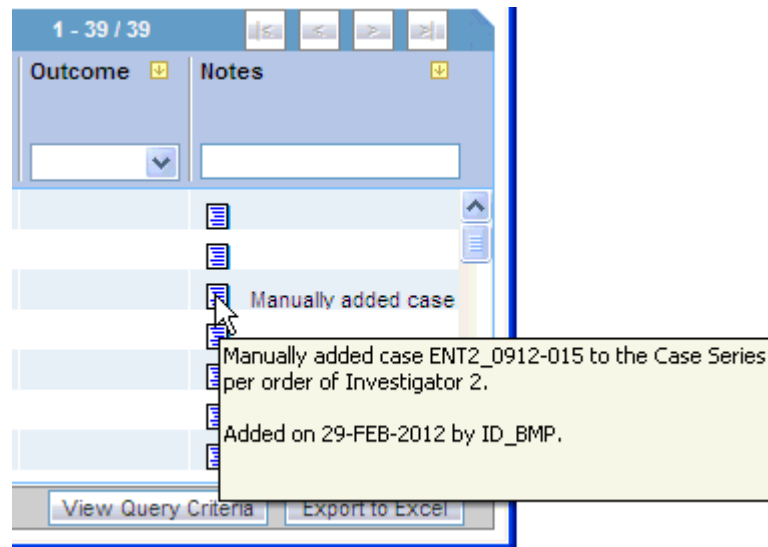 1 - 39 / 39
Outcome Notes
Manually added case
Manually added case ENT2_0912-015 to the Case Series
per order of Investigator 2.
Added on 29-FEB-2012 by ID_BMP.
View Query Criteria Export to Excel